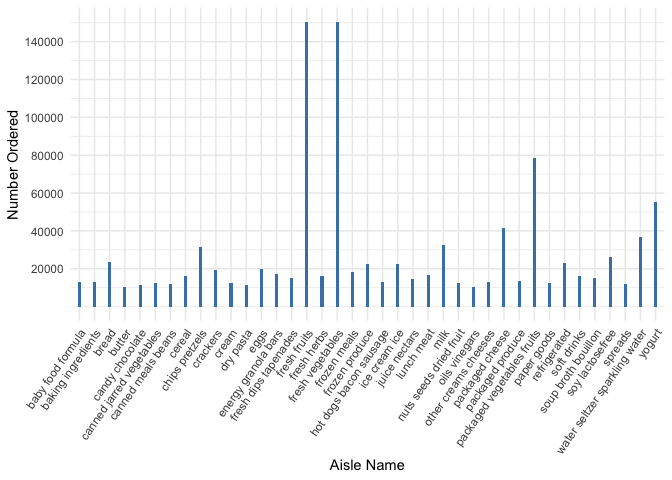 140000
120000
100000
80000
60000
40000
20000
Number Ordered
baby food formula
baking ingredients
bread
butter
candy chocolate
canned jarred vegetables
canned meals beans
cereal
chips pretzels
crackers
cream
dry pasta
eggs
energy granola bars
fresh dips tapenades
fresh fruits
fresh herbs
fresh vegetables
frozen meals
frozen produce
hot dogs bacon sausage
ice cream ice
juice nectars
lunch meat
milk
nuts seeds dried fruit
oils vinegars
other creams cheeses
packaged cheese
packaged produce
packaged vegetables fruits
paper goods
refrigerated
soft drinks
soup broth bouillon
soy lactosefree
spreads
water seltzer sparkling water
yogurt
Aisle Name